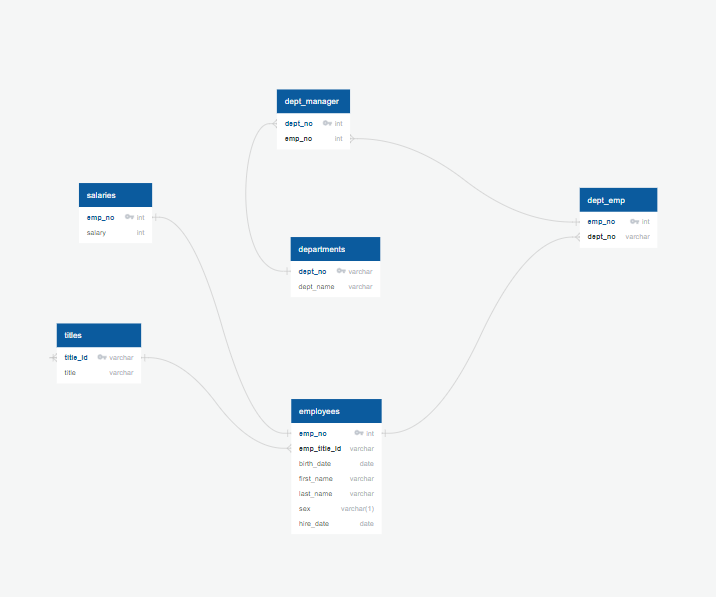 dept_manager
dept_no int
emp_no int
salaries
emp_no int
salary int
dept_emp
emp_no int
dept_no varchar
departments
dept_no varchar
dept_name varchar
titles
title_id varchar
title varchar
employees
emp_no int
emp_title_id varchar
birth_date date
first_name varchar
last_name varchar
sex varchar(1)
hire_date date